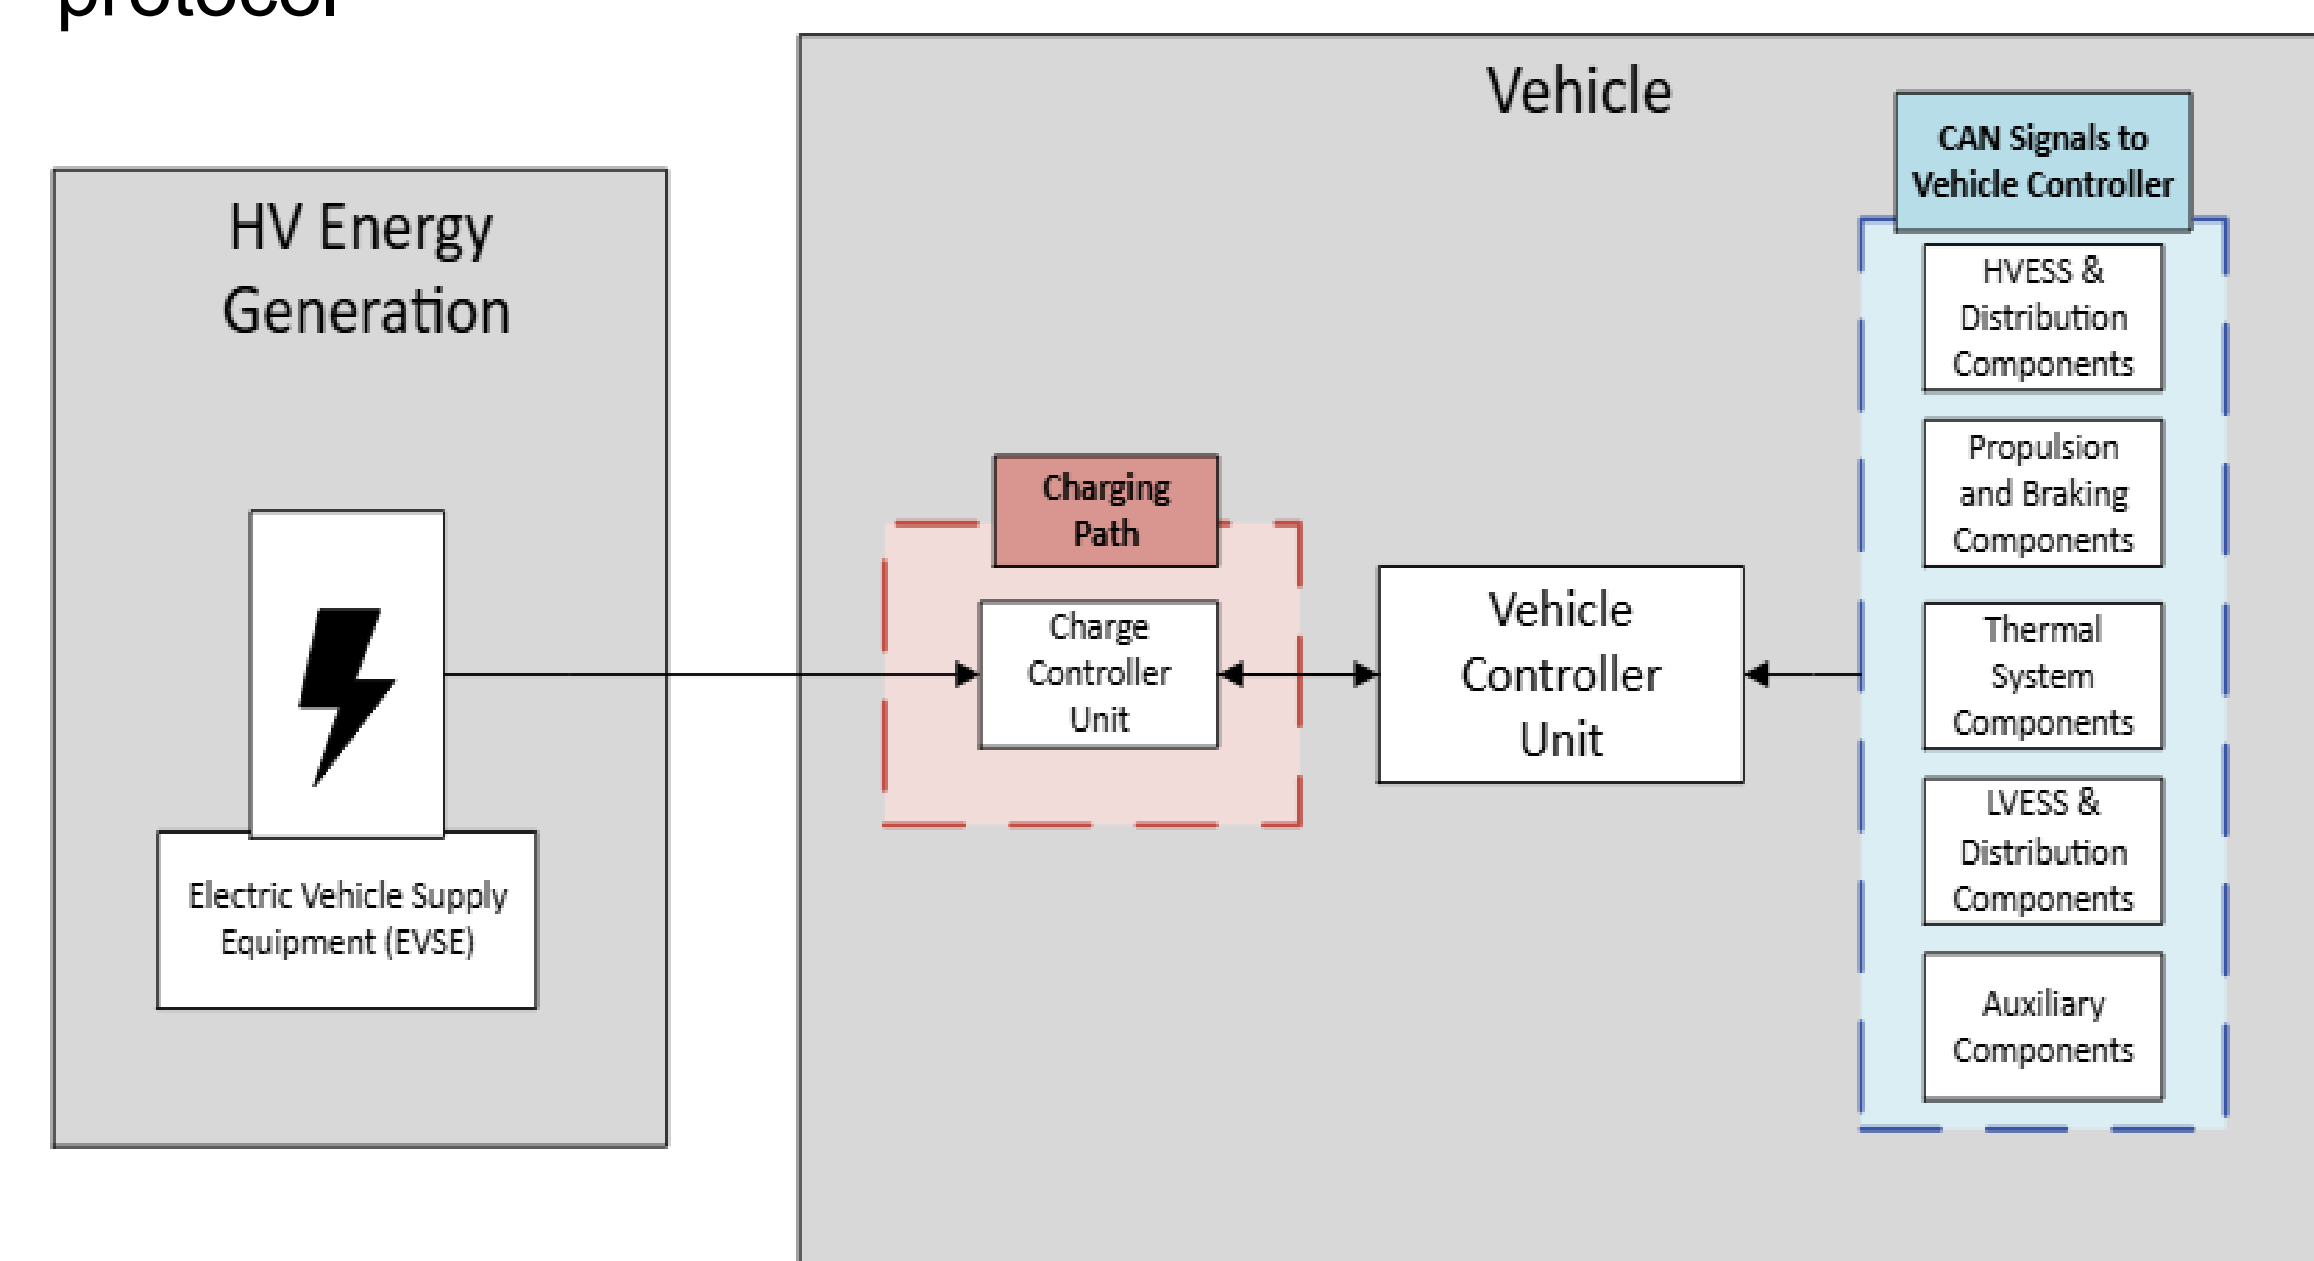 protocol
Vehicle
CAN Signals to
Vehicle Controller
HV Energy
Generation
HVESS &
Distribution
Components
Propulsion
and Braking
Components
Charging
Path
Charge
Controller
Unit
Vehicle
Controller
Unit
Thermal
System
Components
LVESS &
Distribution
Components
Electric Vehicle Supply
Equipment (EVSE)
Auxiliary
Components